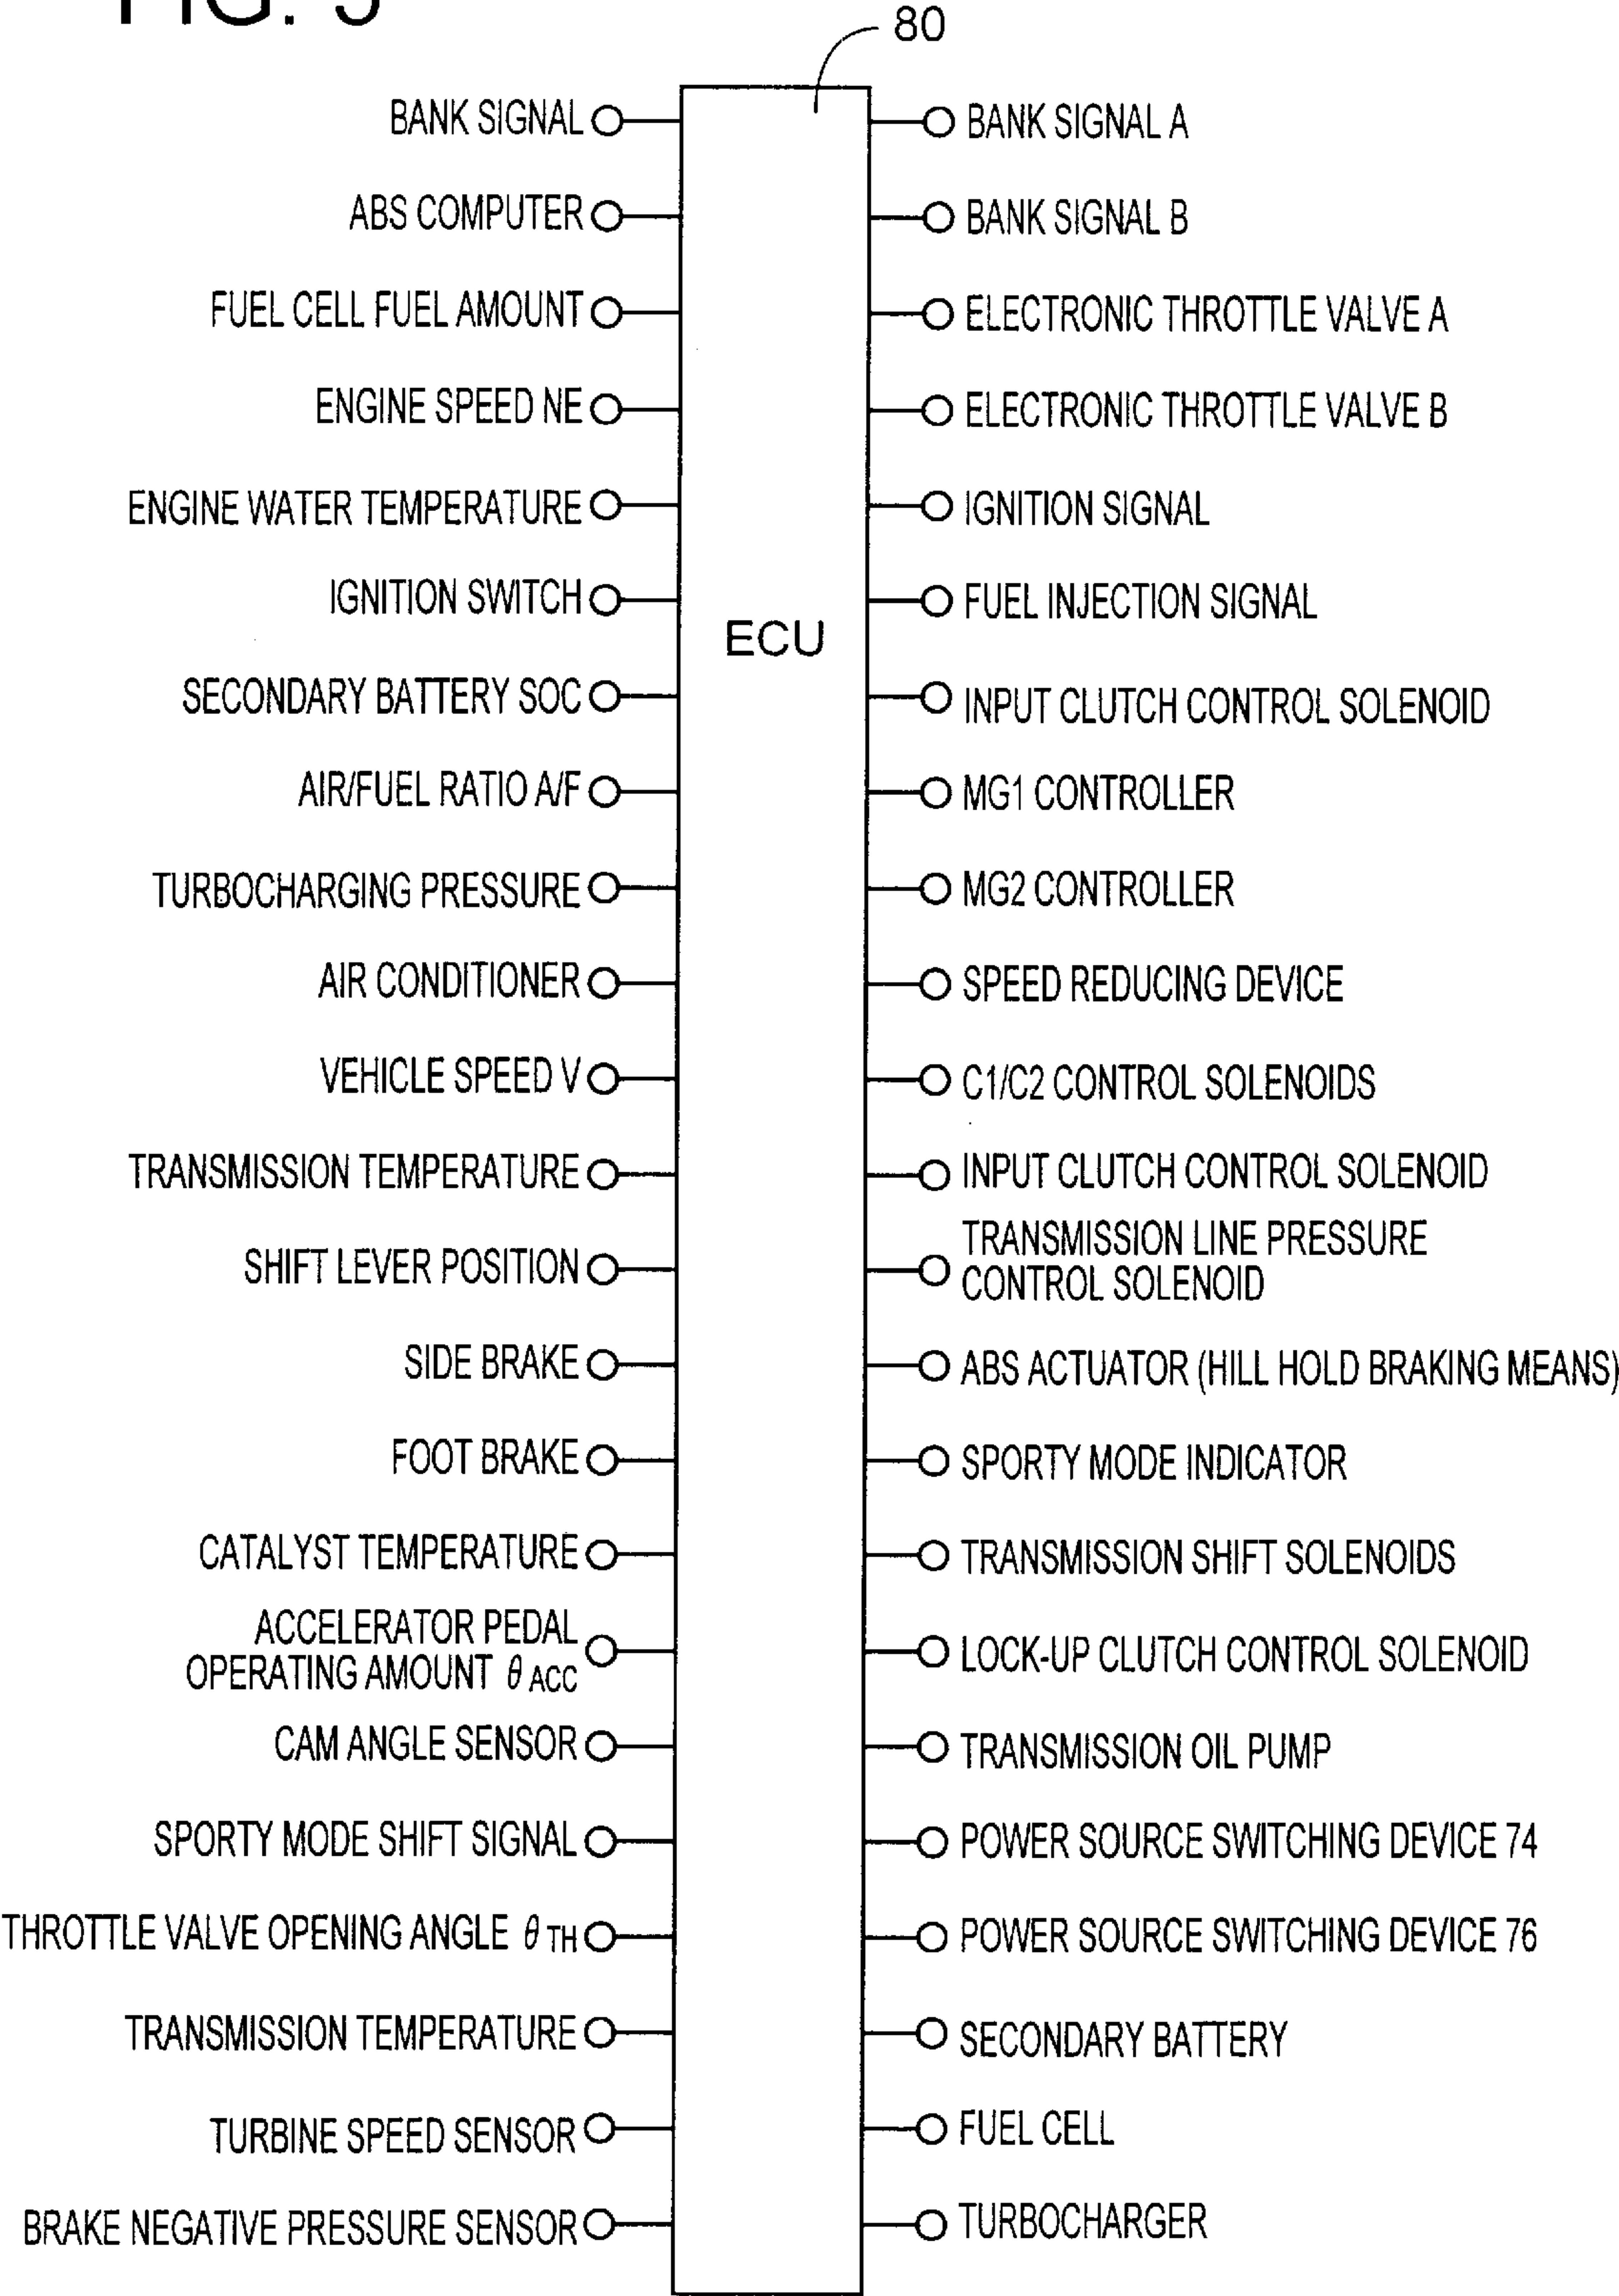 FIG. 5
80
BANK SIGNAL
ABS COMPUTER
FUEL CELL FUEL AMOUNT
ENGINE SPEED NE
ENGINE WATER TEMPERATURE
IGNITION SWITCH
SECONDARY BATTERY SOC
AIR/FUEL RATIO A/F
TURBOCHARGING PRESSURE
AIR CONDITIONER
VEHICLE SPEED V
TRANSMISSION TEMPERATURE
SHIFT LEVER POSITION
SIDE BRAKE
FOOT BRAKE
CATALYST TEMPERATURE
ACCELERATOR PEDAL
OPERATING AMOUNT θ ACC
CAM ANGLE SENSOR
SPORTY MODE SHIFT SIGNAL
THROTTLE VALVE OPENING ANGLE θ TH
TRANSMISSION TEMPERATURE
TURBINE SPEED SENSOR
BRAKE NEGATIVE PRESSURE SENSOR
ECU
BANK SIGNAL A
BANK SIGNAL B
ELECTRONIC THROTTLE VALVE A
ELECTRONIC THROTTLE VALVE B
IGNITION SIGNAL
FUEL INJECTION SIGNAL
INPUT CLUTCH CONTROL SOLENOID
MG1 CONTROLLER
MG2 CONTROLLER
SPEED REDUCING DEVICE
C1/C2 CONTROL SOLENOIDS
INPUT CLUTCH CONTROL SOLENOID
TRANSMISSION LINE PRESSURE
CONTROL SOLENOID
ABS ACTUATOR (HILL HOLD BRAKING MEANS)
SPORTY MODE INDICATOR
TRANSMISSION SHIFT SOLENOIDS
LOCK-UP CLUTCH CONTROL SOLENOID
TRANSMISSION OIL PUMP
POWER SOURCE SWITCHING DEVICE 74
POWER SOURCE SWITCHING DEVICE 76
SECONDARY BATTERY
FUEL CELL
TURBOCHARGER